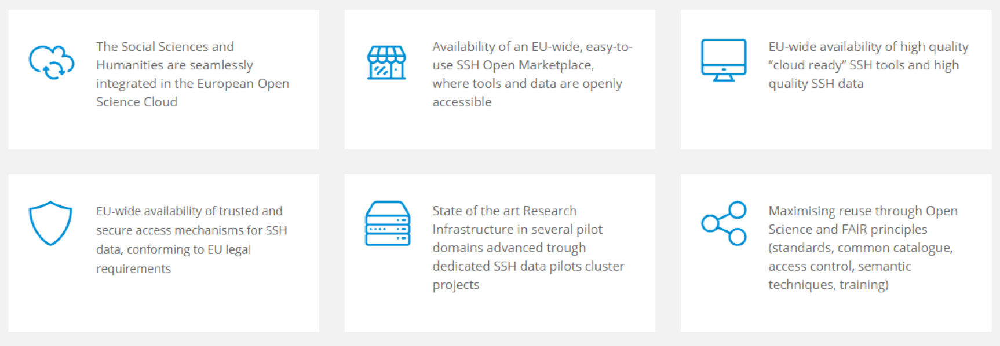 The Social Sciences and
Humanities are seamlessly
integrated in the European Open
Science Cloud
Availability of an EU-wide, easy-to-
use SSH Open Marketplace,
where tools and data are openly
accessible
EU-wide availability of high quality
“cloud ready” SSH tools and high
quality SSH data
EU-wide availability of trusted and
secure access mechanisms for SSH
data, conforming to EU legal
requirements
State of the art Research
Infrastructure in several pilot
domains advanced trough
dedicated SSH data pilots cluster
projects
Maximising reuse through Open
Science and FAIR principles
(standards, common catalogue,
access control, semantic
techniques, training)